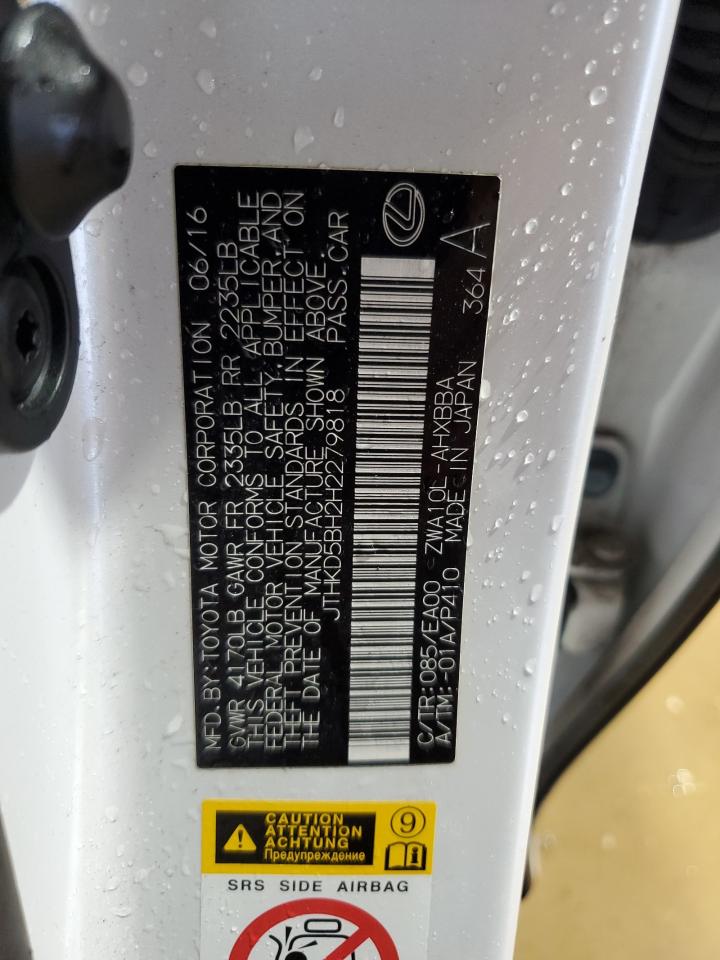 MFD. BY: TOYOTA MOTOR CORPORATION 06/16
GVWR 4170LB GAWR FR 2335LB RR 2235LB
THIS VEHICLE CONFORMS TO ALL APPLICABLE
FEDERAL MOTOR VEHICLE SAFETY, BUMPER, AND
THEFT PREVENTION STANDARDS IN EFFECT ON
THE DATE OF MANUFACTURE SHOWN ABOVE.
JTHKD5BH2H2279818 PASS. CAR
C/TR: 085/EA00 ZWA10L-AHXBBA
A/TM: -01A/P410 MADE IN JAPAN 364 A
CAUTION
ATTENTION
ACHTUNG
Предупреждение
9
SRS SIDE AIRBAG